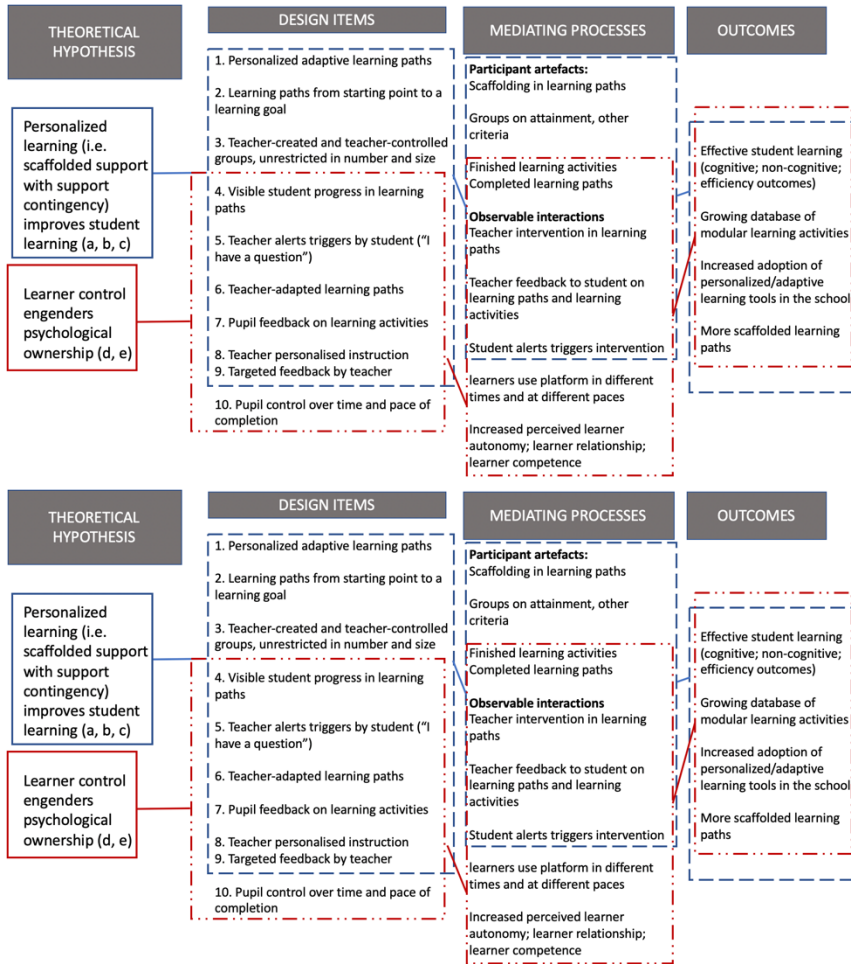 THEORETICAL
HYPOTHESIS
DESIGN ITEMS
MEDIATING PROCESSES
OUTCOMES
Personalized
learning (i.e.
scaffolded support
with support
contingency)
improves student
learning (a, b, c)
Learner control
engenders
psychological
ownership (d, e)
1. Personalized adaptive learning paths
2. Learning paths from starting point to a
learning goal
3. Teacher-created and teacher-controlled
groups, unrestricted in number and size
4. Visible student progress in learning
paths
5. Teacher alerts triggers by student (“I
have a question”)
6. Teacher-adapted learning paths
7. Pupil feedback on learning activities
8. Teacher personalised instruction
9. Targeted feedback by teacher
10. Pupil control over time and pace of
completion
Participant artefacts:
Scaffolding in learning paths
Groups on attainment, other
criteria
Finished learning activities
Completed learning paths
Observable interactions
Teacher intervention in learning
paths
Teacher feedback to student on
learning paths and learning
activities
Student alerts triggers intervention
learners use platform in different
times and at different paces
Increased perceived learner
autonomy; learner relationship;
learner competence
Effective student learning
(cognitive; non-cognitive;
efficiency outcomes)
Growing database of
modular learning activities
Increased adoption of
personalized/adaptive
learning tools in the school
More scaffolded learning
paths
THEORETICAL
HYPOTHESIS
DESIGN ITEMS
MEDIATING PROCESSES
OUTCOMES
Personalized
learning (i.e.
scaffolded support
with support
contingency)
improves student
learning (a, b, c)
Learner control
engenders
psychological
ownership (d, e)
1. Personalized adaptive learning paths
2. Learning paths from starting point to a
learning goal
3. Teacher-created and teacher-controlled
groups, unrestricted in number and size
4. Visible student progress in learning
paths
5. Teacher alerts triggers by student (“I
have a question”)
6. Teacher-adapted learning paths
7. Pupil feedback on learning activities
8. Teacher personalised instruction
9. Targeted feedback by teacher
10. Pupil control over time and pace of
completion
Participant artefacts:
Scaffolding in learning paths
Groups on attainment, other
criteria
Finished learning activities
Completed learning paths
Observable interactions
Teacher intervention in learning
paths
Teacher feedback to student on
learning paths and learning
activities
Student alerts triggers intervention
learners use platform in different
times and at different paces
Increased perceived learner
autonomy; learner relationship;
learner competence
Effective student learning
(cognitive; non-cognitive;
efficiency outcomes)
Growing database of
modular learning activities
Increased adoption of
personalized/adaptive
learning tools in the school
More scaffolded learning
paths